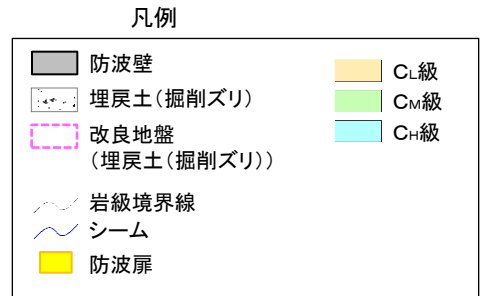 凡例
防波壁
埋戻土(掘削ズリ)
改良地盤
(埋戻土(掘削ズリ))
岩級境界線
シーム
防波扉
CL級
CM級
CH級